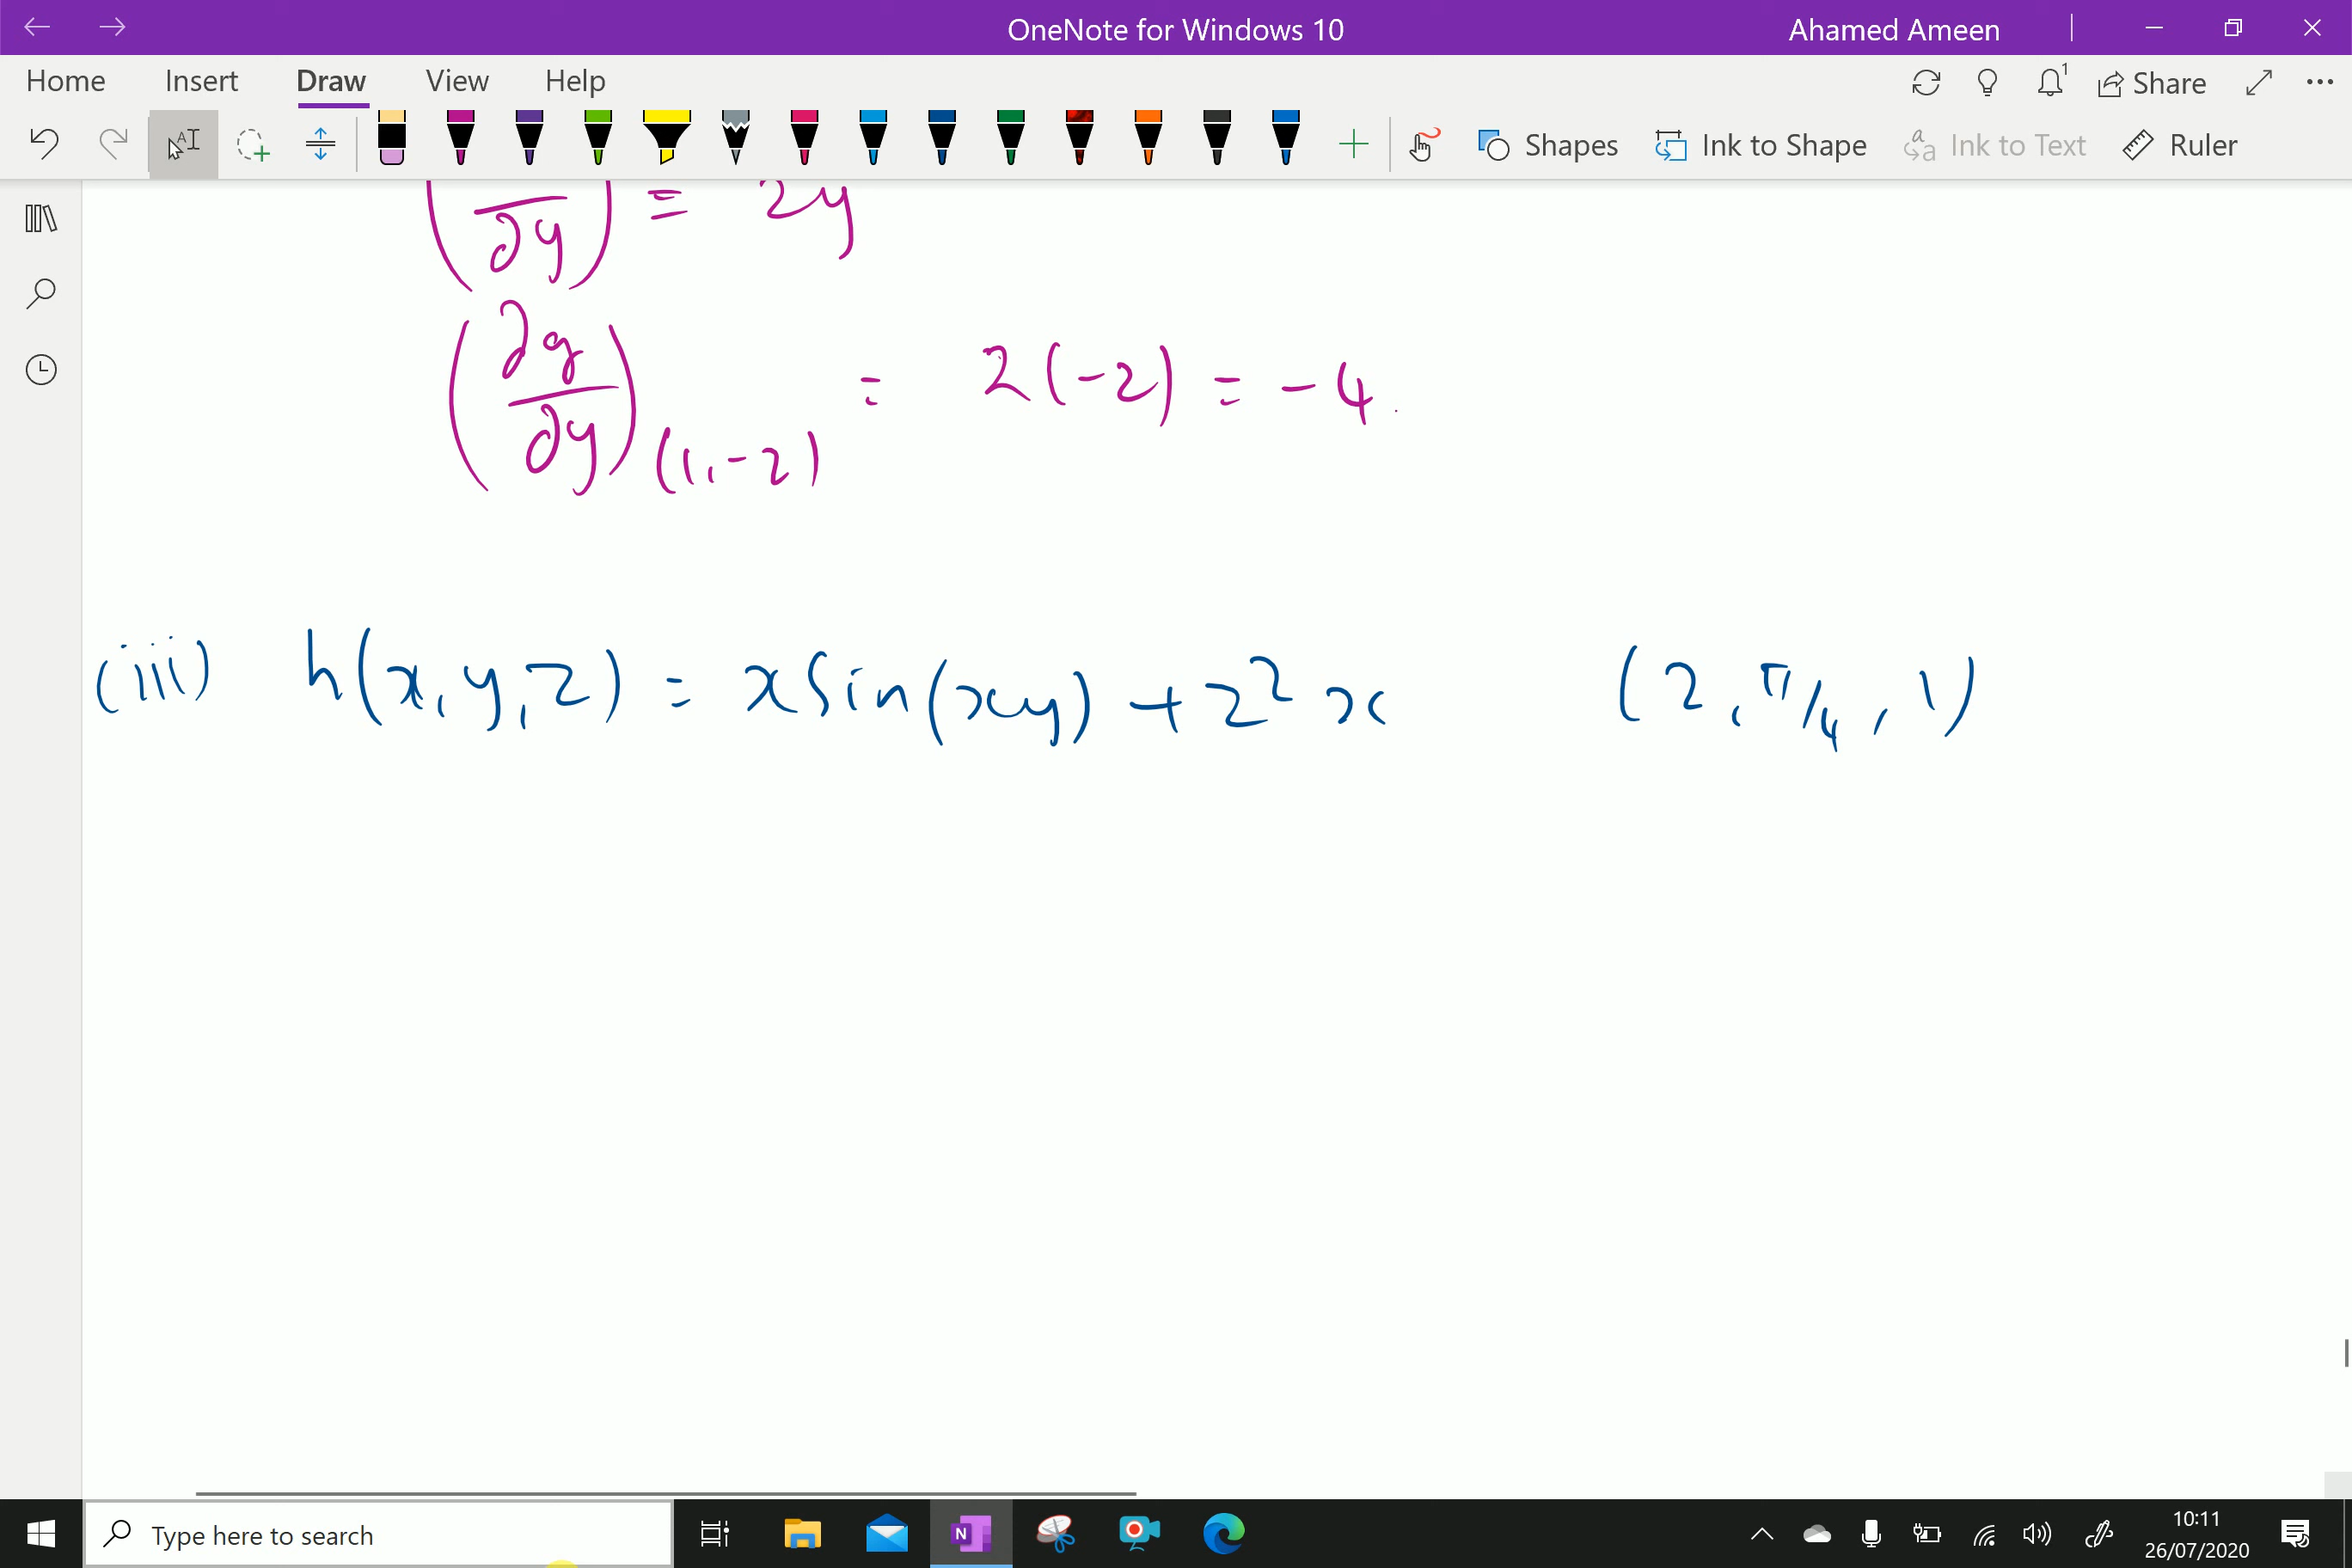 OneNote for Windows 10 Ahamed Ameen
Home Insert Draw View Help 1 Share
Shapes Ink to Shape Ink to Text Ruler
(∂y) = 2y
(∂g/∂y)(1,-2) = 2(-2) = -4.
(iii) h(x,y,z) = x sin(xy) + z² x (2, π/4, 1)
Type here to search
10:11
26/07/2020